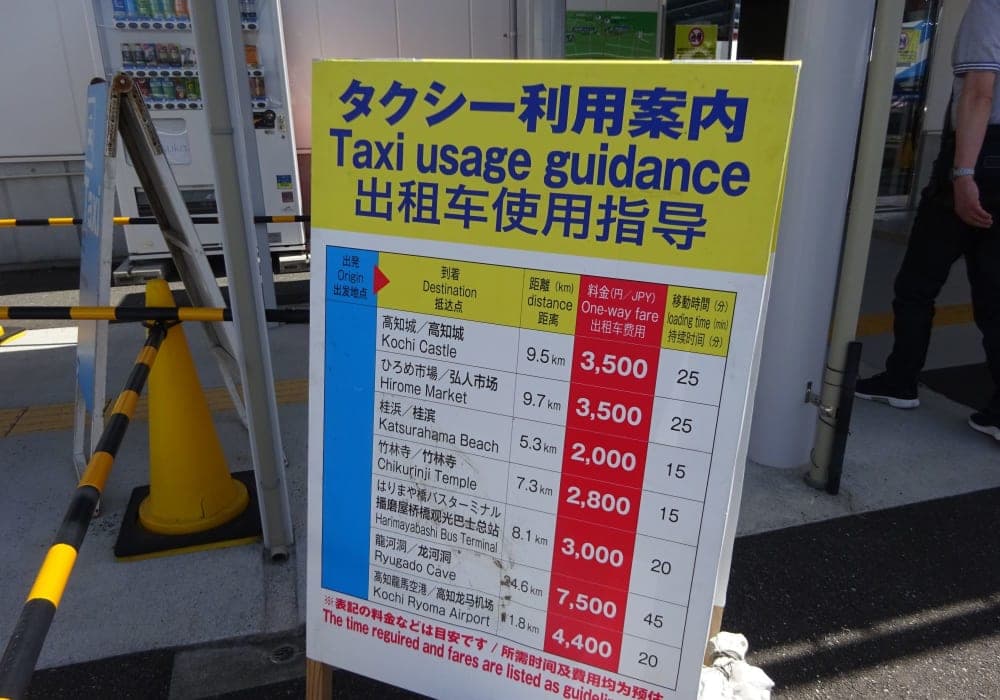 タクシー利用案内
Taxi usage guidance
出租车使用指导
出発
Origin
出发地点
到着
Destination
抵达点
距離 (km)
distance
距离
料金(円/JPY)
One-way fare
出租车费用
移動時間 (分)
loading time (min)
持续时间 (分)
高知城/高知城
Kochi Castle
9.5km
3,500
25
ひろめ市場/弘人市场
Hirome Market
9.7km
3,500
25
桂浜/桂滨
Katsurahama Beach
5.3km
2,000
15
竹林寺/竹林寺
Chikurinji Temple
7.3km
2,800
15
はりまや橋バスターミナル
播磨屋桥橋观光巴士总站
Harimayabashi Bus Terminal
8.1km
3,000
20
龍河洞/龙河洞
Ryugado Cave
4.6km
7,500
45
高知龍馬空港/高知龙马机场
Kochi Ryoma Airport
1.8km
4,400
20
※表記の料金などは目安です/所需时间及費用均为预估
The time reguired and fares are listed as guideli